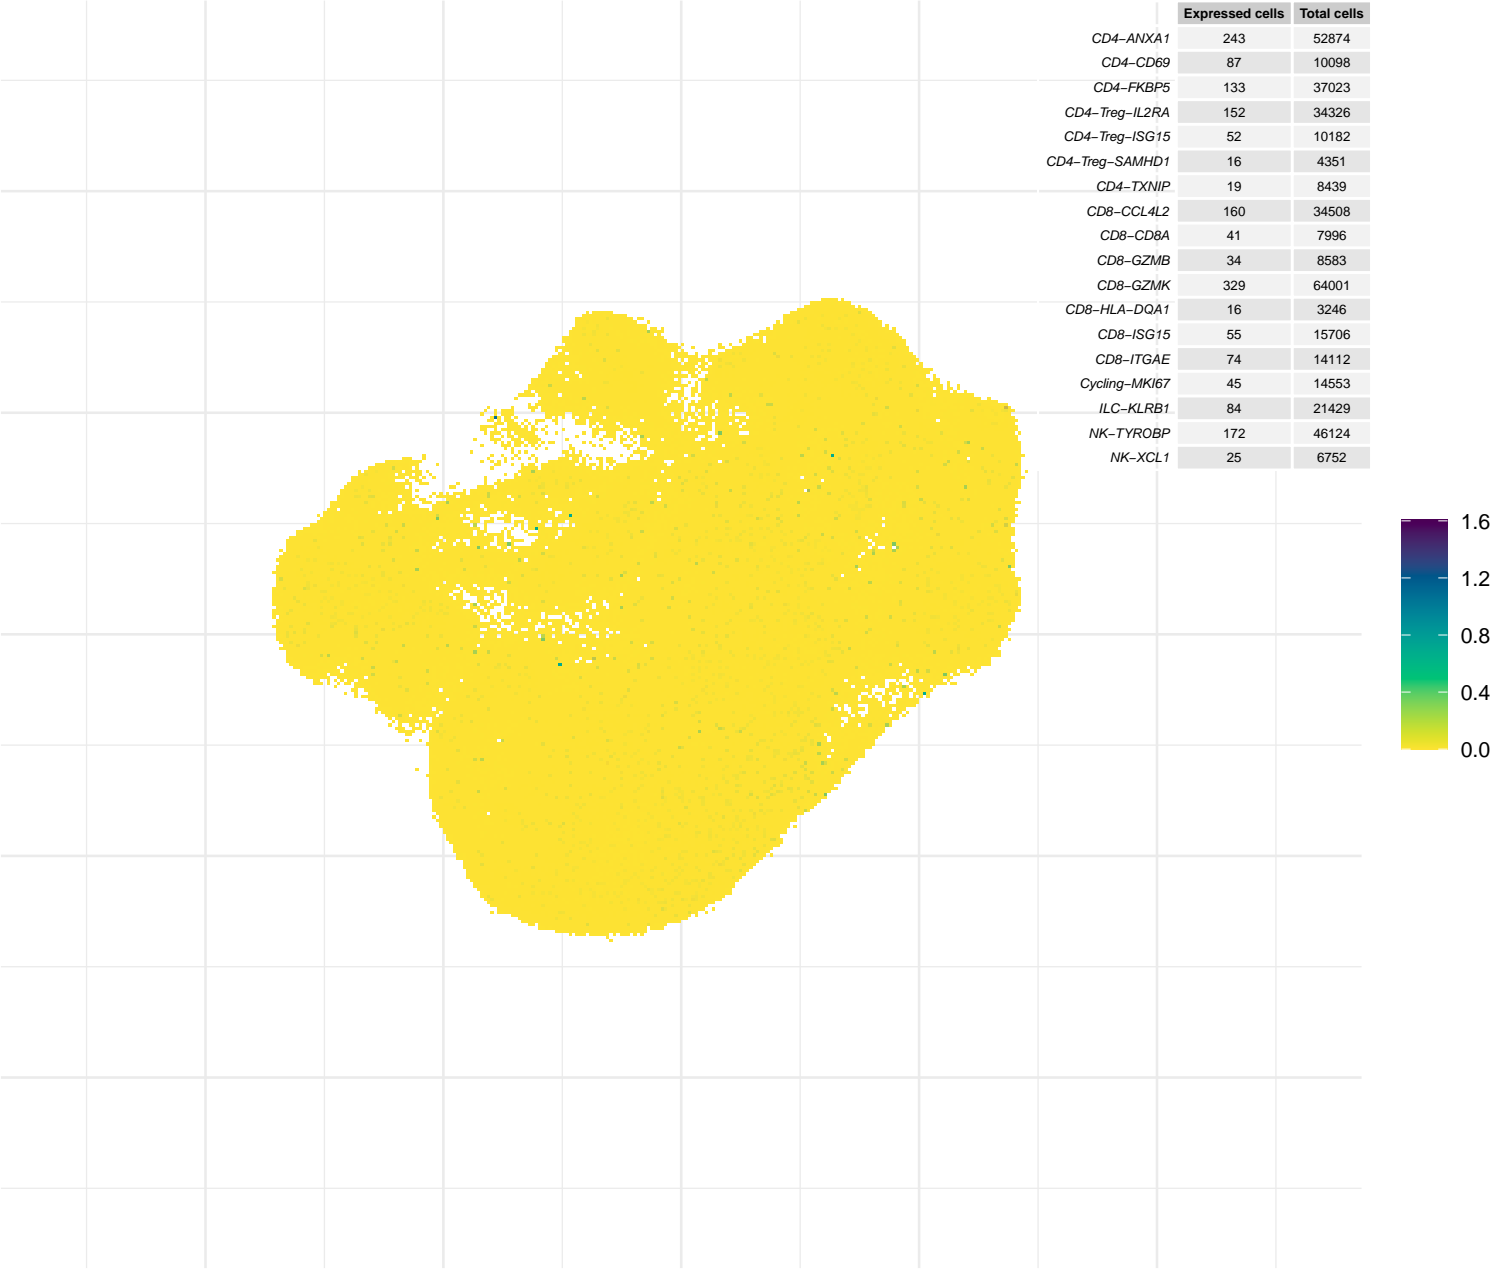 Expressed cells Total cells
CD4−ANXA1 243 52874
CD4−CD69 87 10098
CD4−FKBP5 133 37023
CD4−Treg−IL2RA 152 34326
CD4−Treg−ISG15 52 10182
CD4−Treg−SAMHD1 16 4351
CD4−TXNIP 19 8439
CD8−CCL4L2 160 34508
CD8−CD8A 41 7996
CD8−GZMB 34 8583
CD8−GZMK 329 64001
CD8−HLA−DQA1 16 3246
CD8−ISG15 55 15706
CD8−ITGAE 74 14112
Cycling−MKI67 45 14553
ILC−KLRB1 84 21429
NK−TYROBP 172 46124
NK−XCL1 25 6752
1.6
1.2
0.8
0.4
0.0